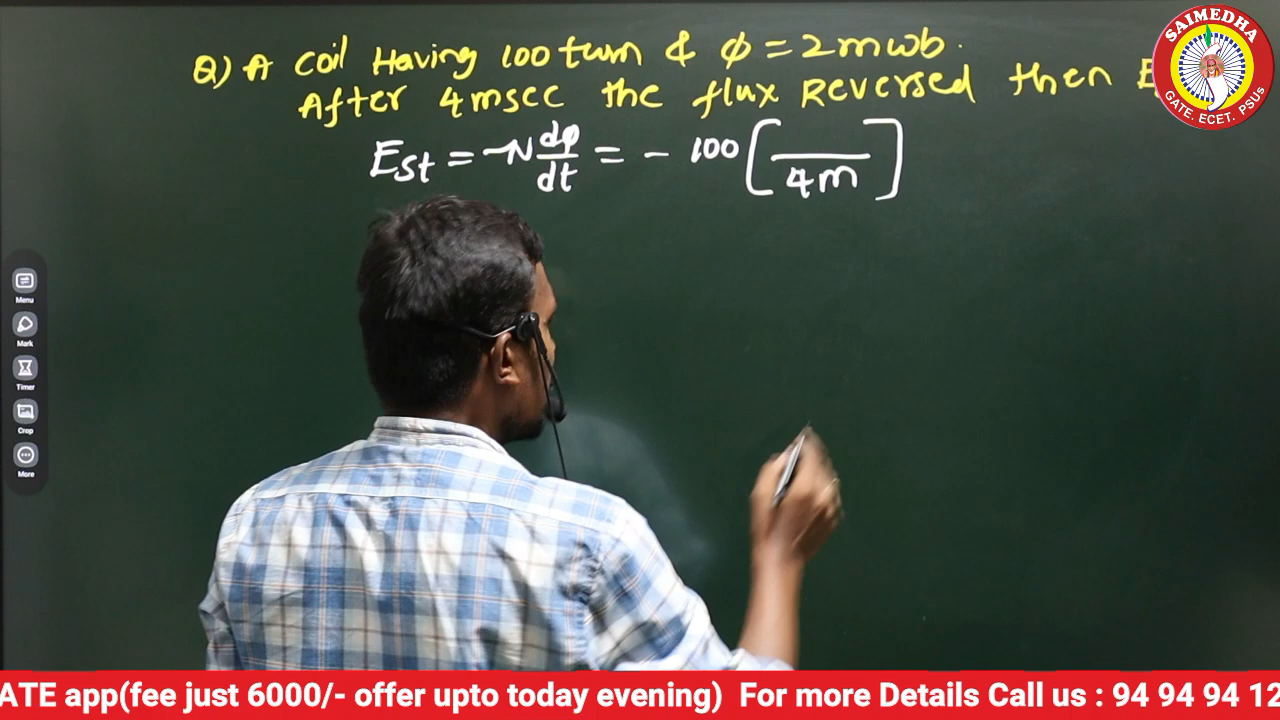 Q) A coil Having 100 turn & φ = 2mwb.
After 4msec the flux Reversed then E
Est = -N dφ/dt = - 100 [ /4m ]
SAIMEDHA
GATE. ECET. PSUs
Menu
Mark
Timer
Crop
More
ATE app(fee just 6000/- offer upto today evening) For more Details Call us : 94 94 94 12